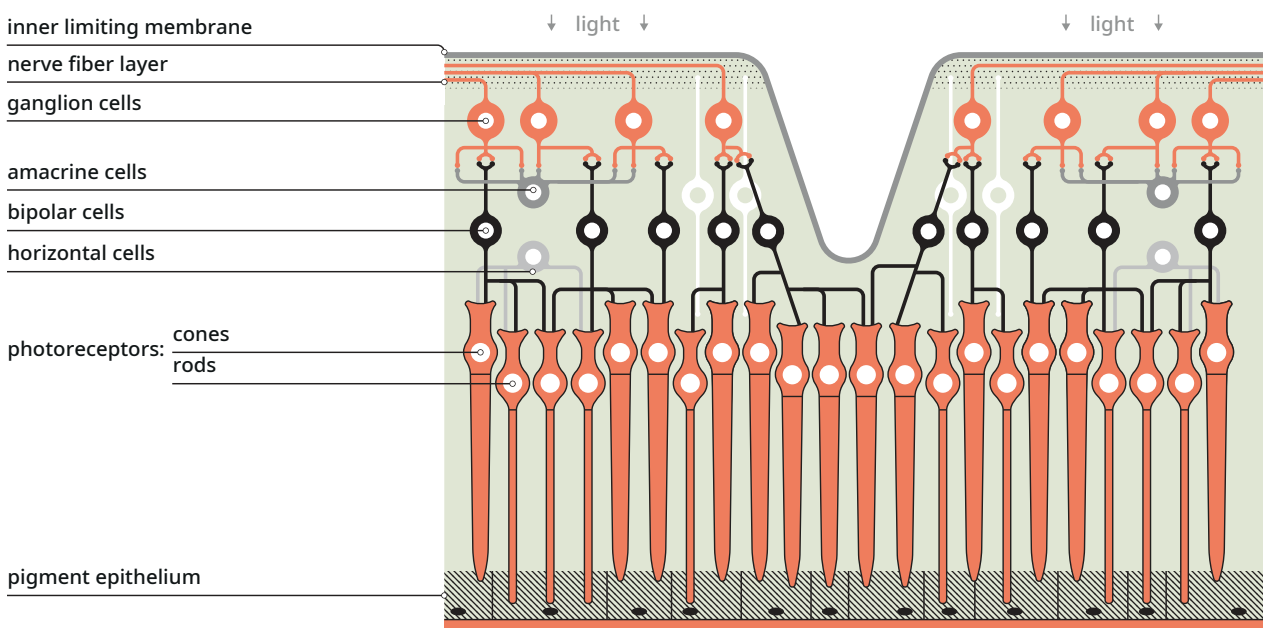 light
light
inner limiting membrane
nerve fiber layer
ganglion cells
amacrine cells
bipolar cells
horizontal cells
photoreceptors:
cones
rods
pigment epithelium